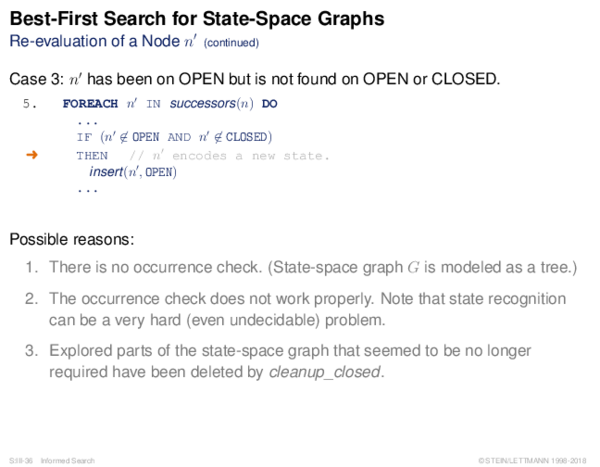 Best-First Search for State-Space Graphs
Re-evaluation of a Node n′ (continued)
Case 3: n′ has been on OPEN but is not found on OPEN or CLOSED.
5. FOREACH n′ IN successors(n) DO
...
IF (n′ ∉ OPEN AND n′ ∉ CLOSED)
➜ THEN // n′ encodes a new state.
insert(n′, OPEN)
...
Possible reasons:
1. There is no occurrence check. (State-space graph G is modeled as a tree.)
2. The occurrence check does not work properly. Note that state recognition
can be a very hard (even undecidable) problem.
3. Explored parts of the state-space graph that seemed to be no longer
required have been deleted by cleanup_closed.
S:II-36 Informed Search ©STEIN/LETTMANN 1998-2018